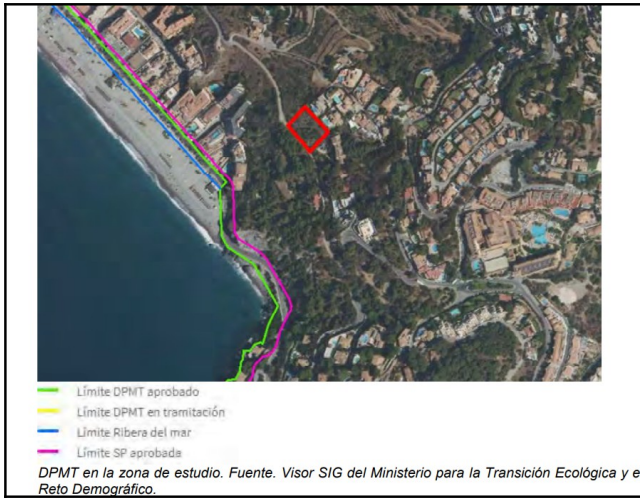 Límite DPMT aprobado
Límite DPMT en tramitación
Límite Ribera del mar
Límite SP aprobada
DPMT en la zona de estudio. Fuente. Visor SIG del Ministerio para la Transición Ecológica y e
Reto Demográfico.